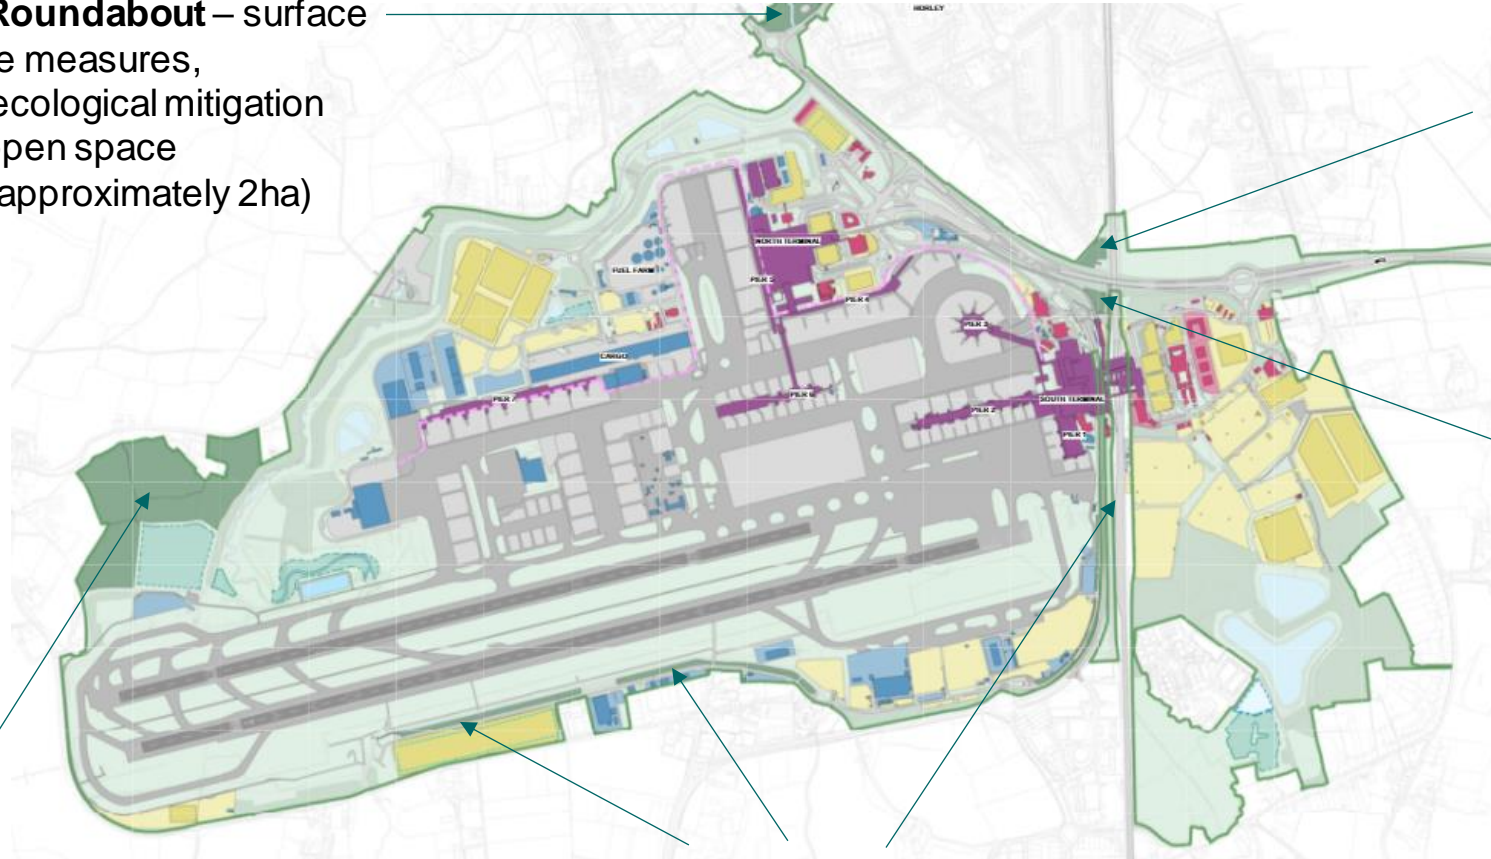 Roundabout – surface
e measures,
ecological mitigation
open space
approximately 2ha)
HORLEY
NORTH TERMINAL
FUEL FARM
PIER 5
PIER 4
PIER 3
CARGO
PIER 7
PIER 6
SOUTH TERMINAL
PIER 2
PIER 1